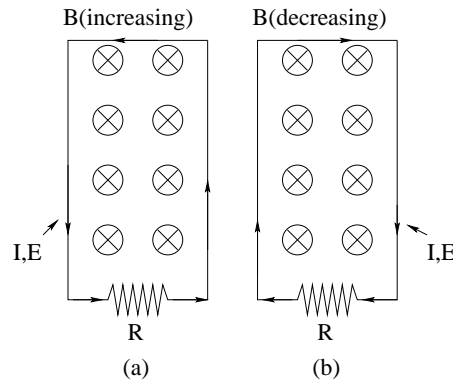 B(increasing) B(decreasing)
I,E I,E
R R
(a) (b)